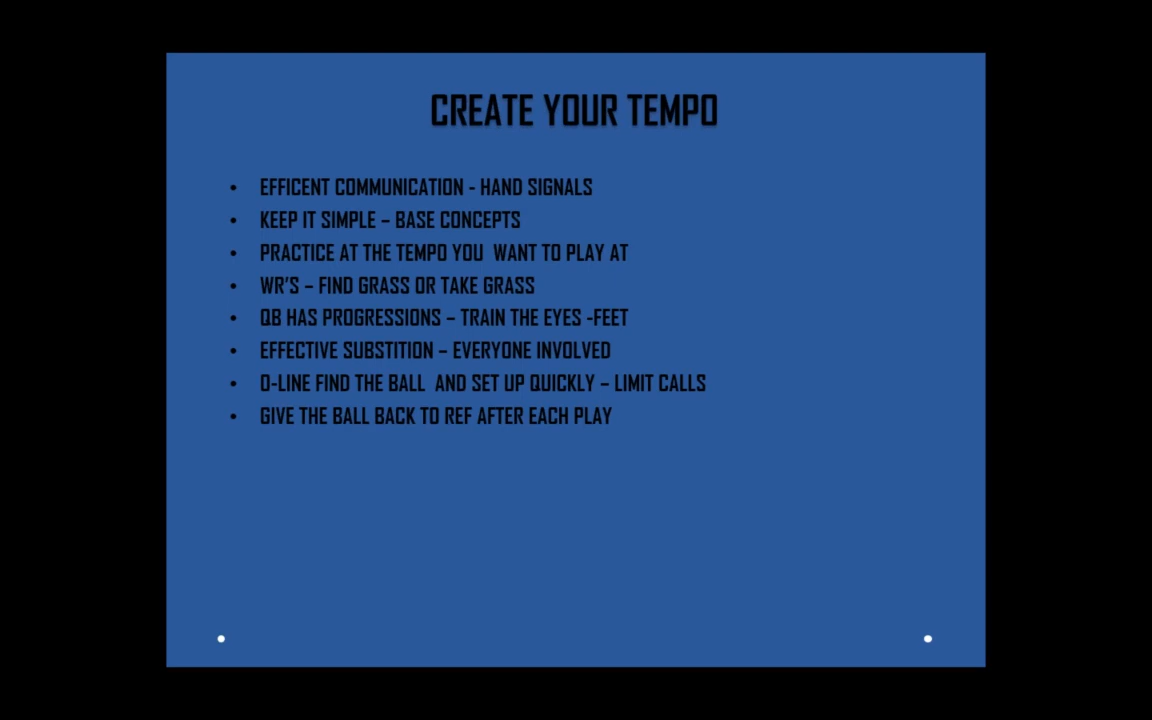 CREATE YOUR TEMPO
• EFFICENT COMMUNICATION - HAND SIGNALS
• KEEP IT SIMPLE – BASE CONCEPTS
• PRACTICE AT THE TEMPO YOU  WANT TO PLAY AT
• WR'S – FIND GRASS OR TAKE GRASS
• QB HAS PROGRESSIONS – TRAIN THE EYES -FEET
• EFFECTIVE SUBSTITION – EVERYONE INVOLVED
• O-LINE FIND THE BALL  AND SET UP QUICKLY – LIMIT CALLS
• GIVE THE BALL BACK TO REF AFTER EACH PLAY